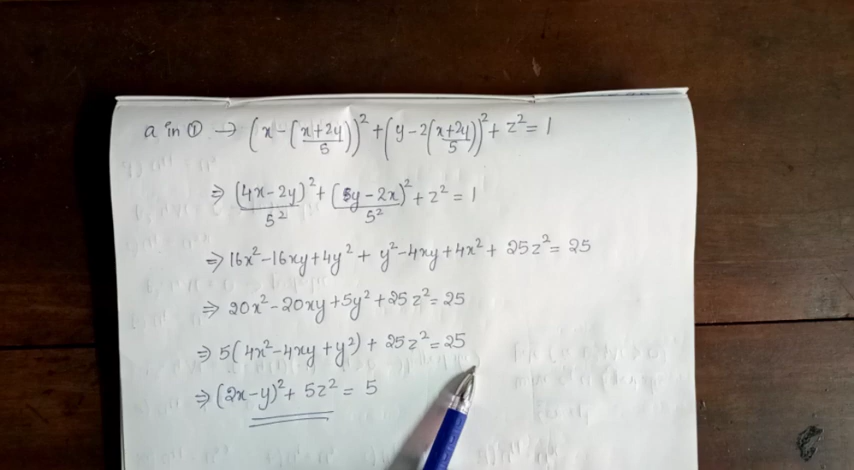 a in ① → (x-(x+2y/5))²+(y-2(x+2y/5))²+z²=1
⇒ (4x-2y)²/5²+(5y-2x)²/5²+z²=1
⇒16x²-16xy+4y²+y²-4xy+4x²+25z²=25
⇒ 20x²-20xy+5y²+25z²=25
⇒ 5(4x²-4xy+y²)+25z²=25
⇒(2x-y)²+5z²=5